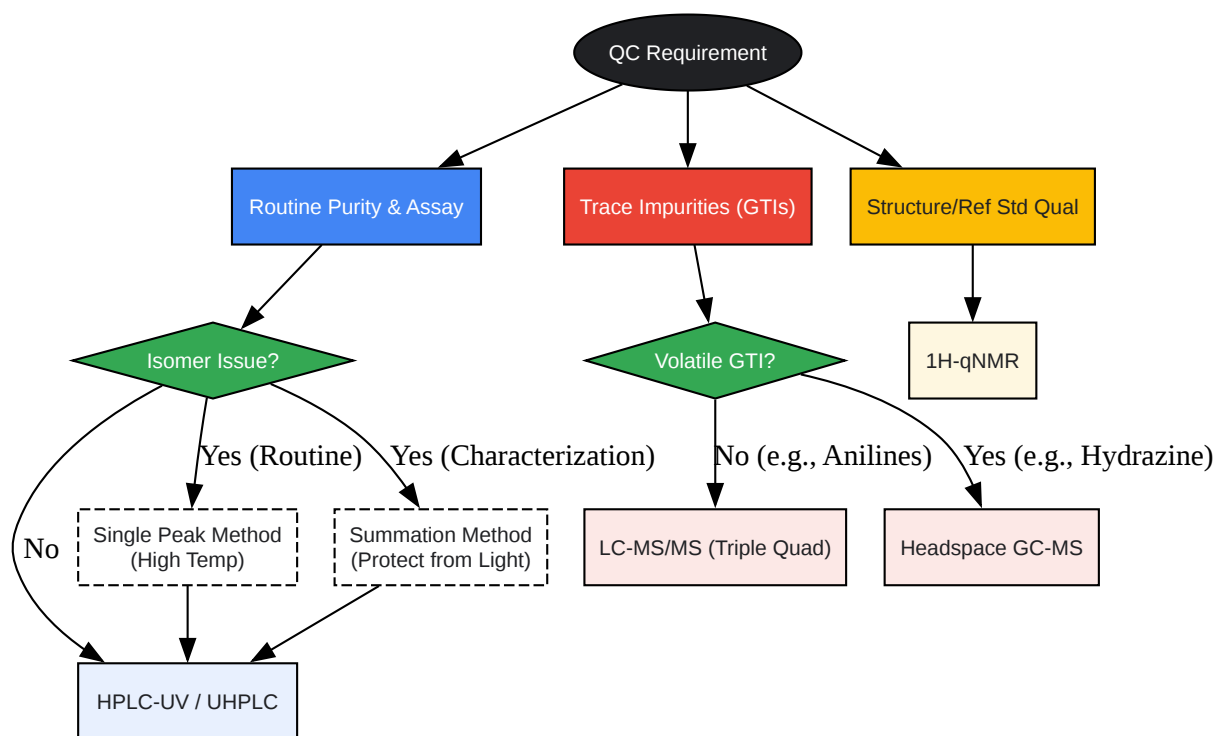 QC Requirement
Routine Purity & Assay
Trace Impurities (GTIs)
Structure/Ref Std Qual
Isomer Issue?
Volatile GTI?
1H-qNMR
Yes (Routine)
Yes (Characterization)
No (e.g., Anilines)
Yes (e.g., Hydrazine)
No
Single Peak Method
(High Temp)
Summation Method
(Protect from Light)
LC-MS/MS (Triple Quad)
Headspace GC-MS
HPLC-UV / UHPLC